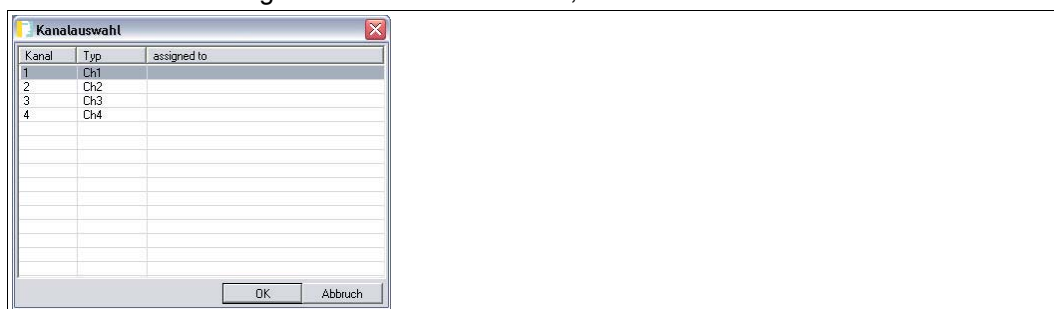 Kanalauswahl
Kanal Typ assigned to
1 Ch1
2 Ch2
3 Ch3
4 Ch4
OK Abbruch